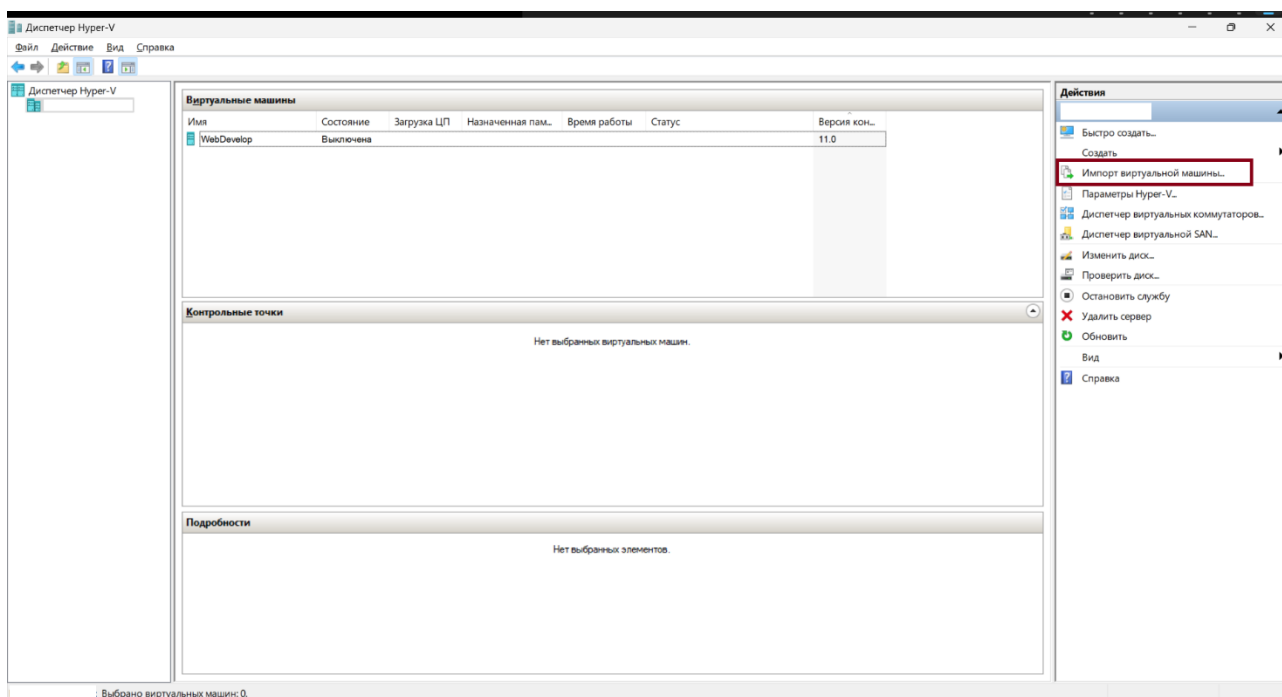 Диспетчер Hyper-V
Файл Действие Вид Справка
Диспетчер Hyper-V
Виртуальные машины
Имя Состояние Загрузка ЦП Назначенная пам... Время работы Статус Версия кон...
WebDevelop Выключена 11.0
Контрольные точки
Нет выбранных виртуальных машин.
Подробности
Нет выбранных элементов.
Действия
Быстро создать...
Создать
Импорт виртуальной машины...
Параметры Hyper-V...
Диспетчер виртуальных коммутаторов...
Диспетчер виртуальной SAN...
Изменить диск...
Проверить диск...
Остановить службу
Удалить сервер
Обновить
Вид
Справка
: Выбрано виртуальных машин: 0.